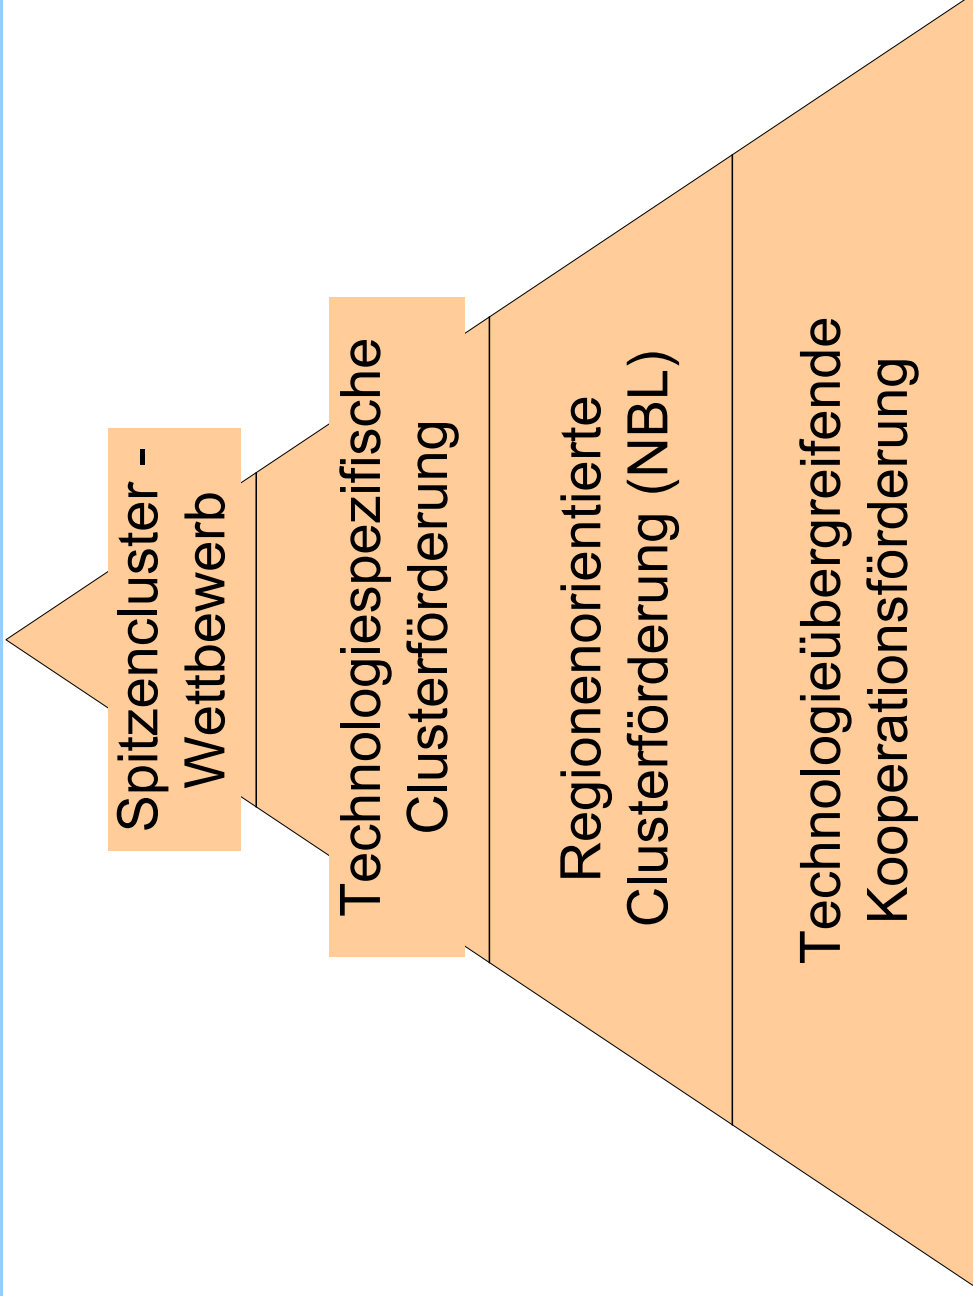 Spitzencluster -
Wettbewerb
Technologiespezifische
Clusterförderung
Regionenorientierte
Clusterförderung (NBL)
Technologieübergreifende
Kooperationsförderung